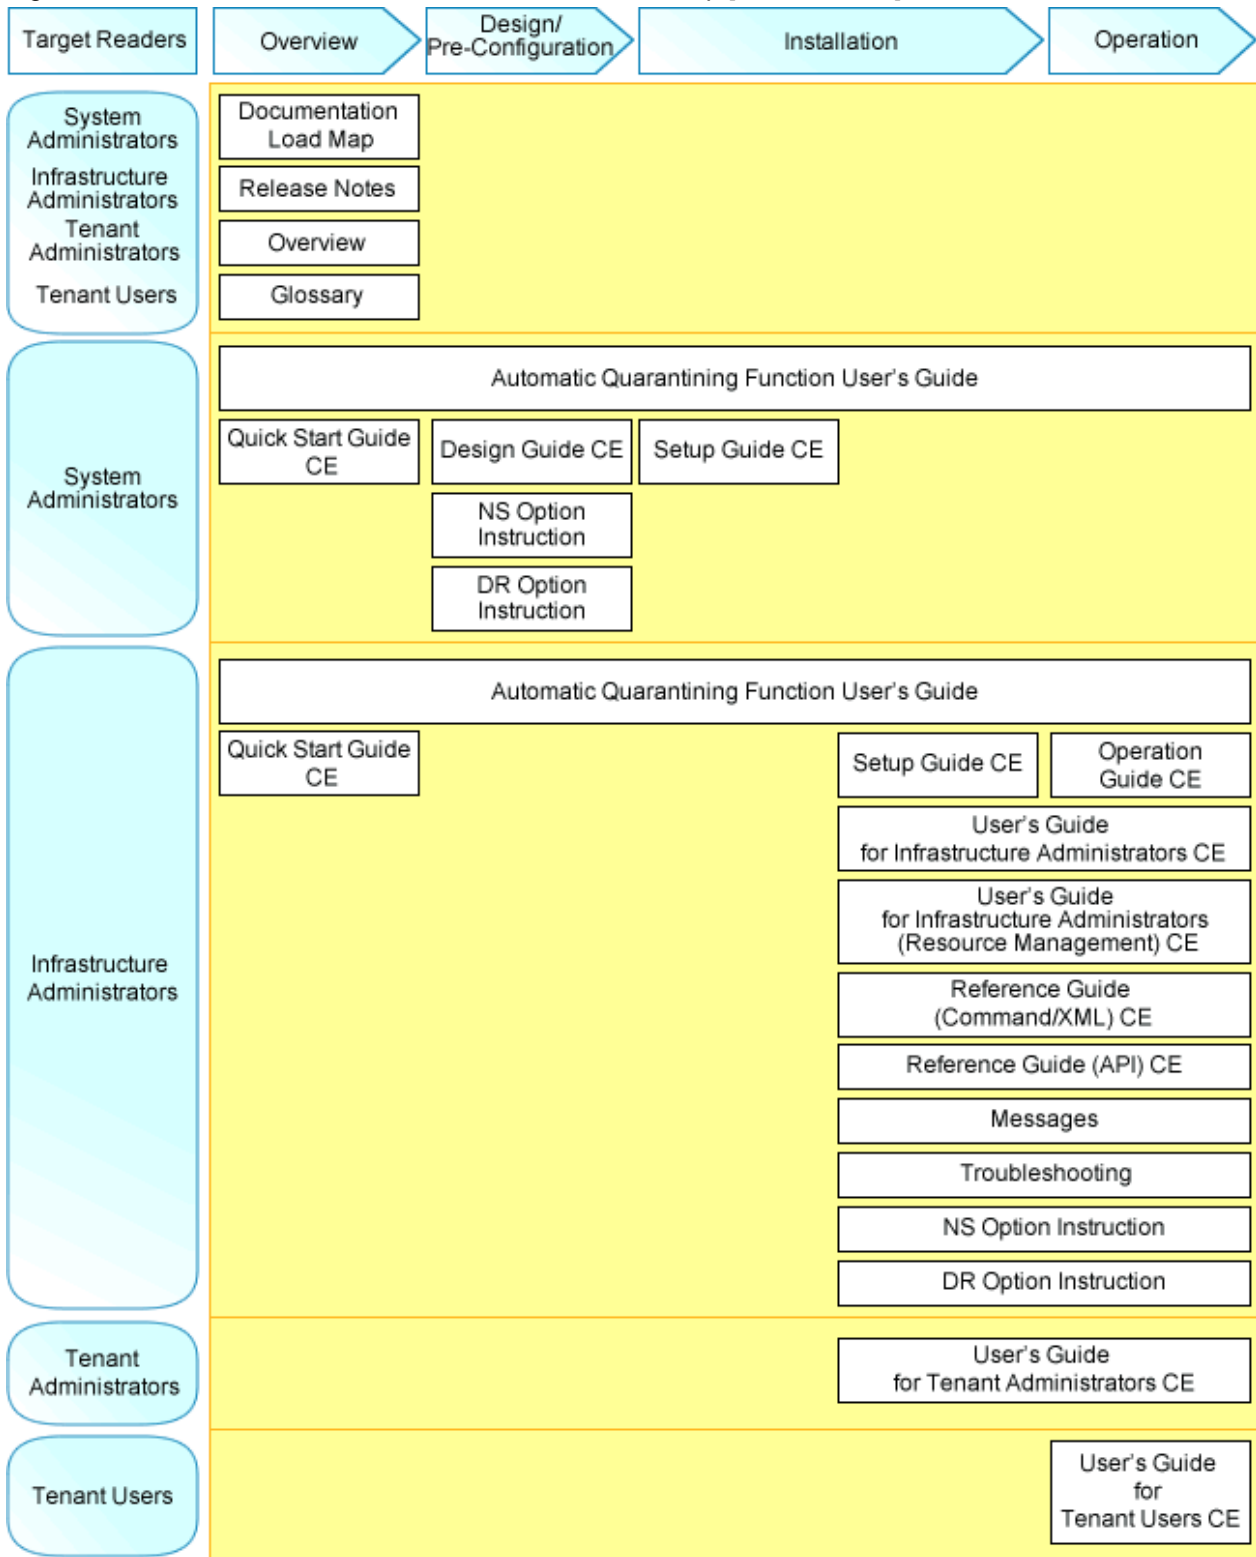 Target Readers
Overview
Design/
Pre-Configuration
Installation
Operation
System
Administrators
Infrastructure
Administrators
Tenant
Administrators
Tenant Users
Documentation
Load Map
Release Notes
Overview
Glossary
System
Administrators
Automatic Quarantining Function User's Guide
Quick Start Guide
CE
Design Guide CE
Setup Guide CE
NS Option
Instruction
DR Option
Instruction
Infrastructure
Administrators
Automatic Quarantining Function User's Guide
Quick Start Guide
CE
Setup Guide CE
Operation
Guide CE
User's Guide
for Infrastructure Administrators CE
User's Guide
for Infrastructure Administrators
(Resource Management) CE
Reference Guide
(Command/XML) CE
Reference Guide (API) CE
Messages
Troubleshooting
NS Option Instruction
DR Option Instruction
Tenant
Administrators
User's Guide
for Tenant Administrators CE
Tenant Users
User's Guide
for
Tenant Users CE